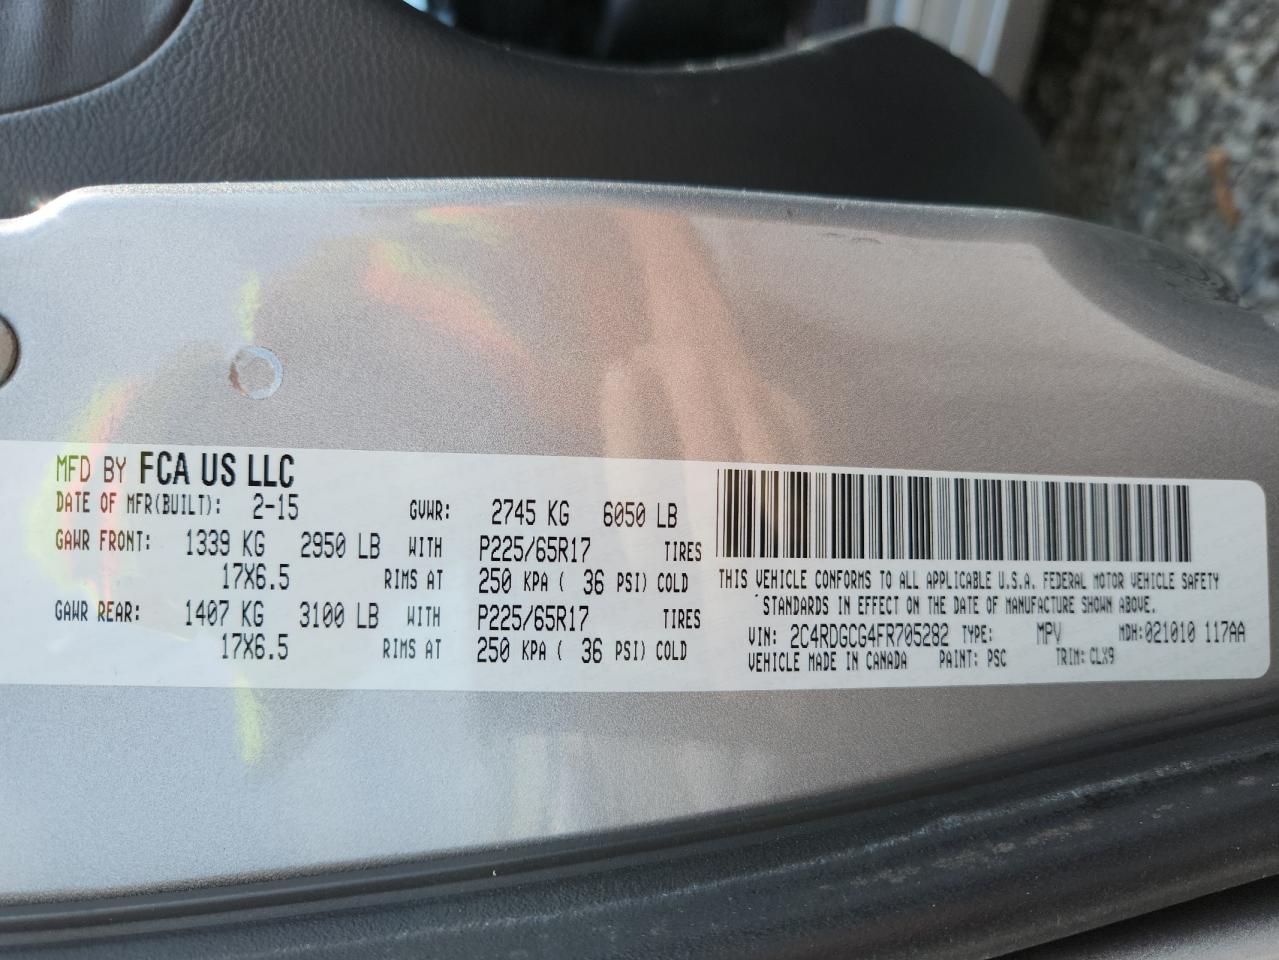 MFD BY FCA US LLC
DATE OF MFR(BUILT): 2-15 GVWR: 2745 KG 6050 LB
GAWR FRONT: 1339 KG 2950 LB WITH P225/65R17 TIRES
17X6.5 RIMS AT 250 KPA ( 36 PSI) COLD
GAWR REAR: 1407 KG 3100 LB WITH P225/65R17 TIRES
17X6.5 RIMS AT 250 KPA ( 36 PSI) COLD
THIS VEHICLE CONFORMS TO ALL APPLICABLE U.S.A. FEDERAL MOTOR VEHICLE SAFETY
STANDARDS IN EFFECT ON THE DATE OF MANUFACTURE SHOWN ABOVE.
VIN: 2C4RDGCG4FR705282 TYPE: MPV MDH:021010 117AA
VEHICLE MADE IN CANADA PAINT: PSC TRIM: CLX9